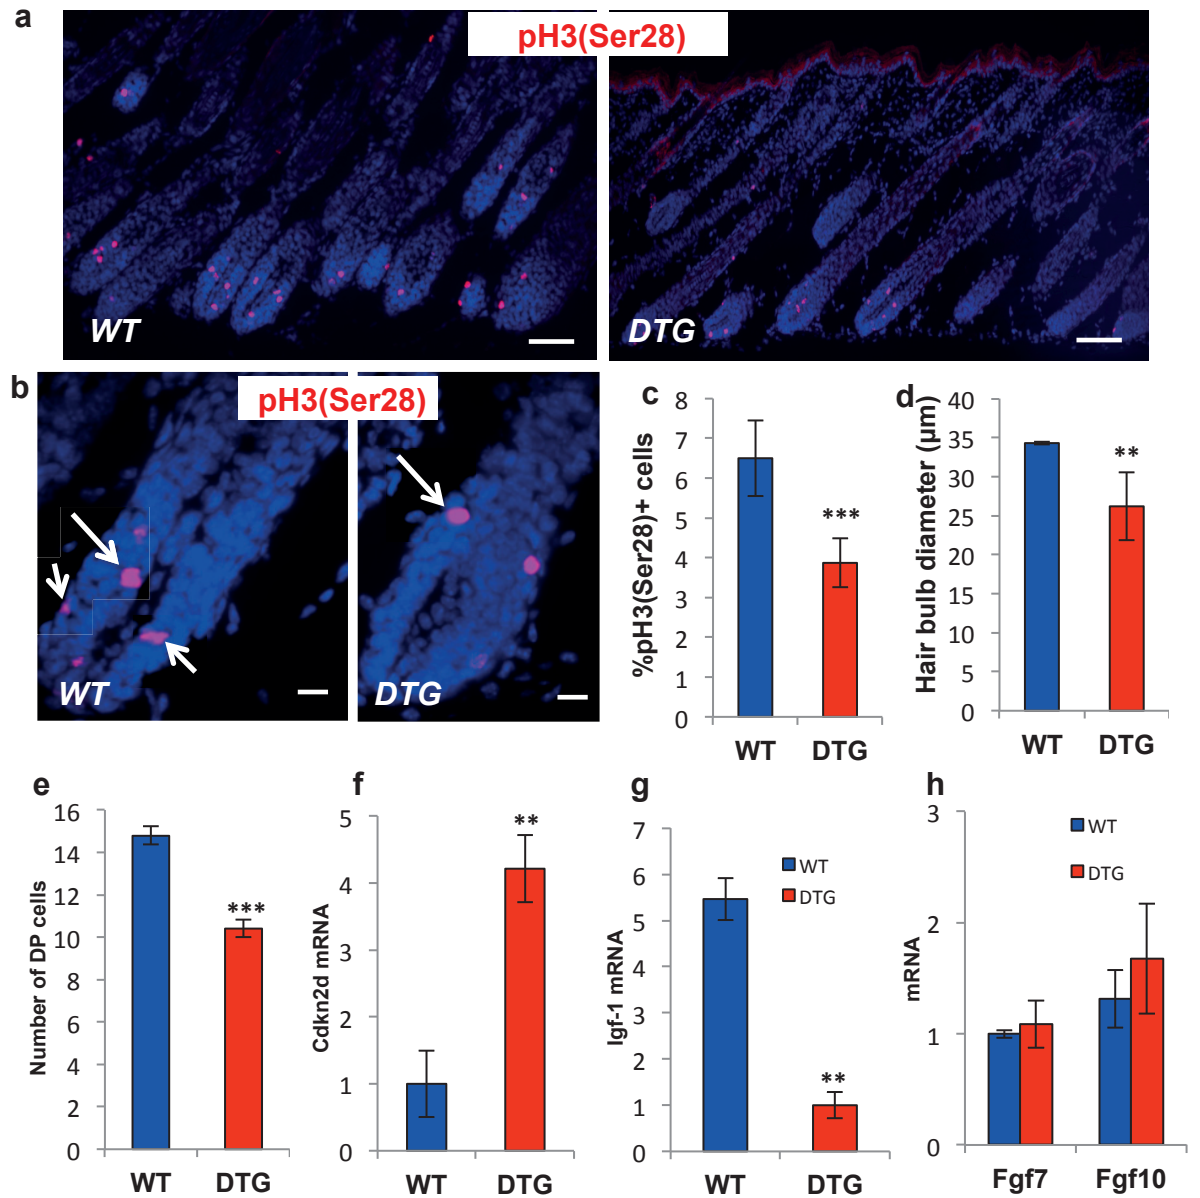 a
pH3(Ser28)
WT
DTG
b
pH3(Ser28)
WT
DTG
c
%pH3(Ser28)+ cells
8
7
6
5
4
3
2
1
0
***
WT
DTG
d
Hair bulb diameter (µm)
40
35
30
25
20
15
10
5
0
**
WT
DTG
e
Number of DP cells
16
14
12
10
8
6
4
2
0
***
WT
DTG
f
Cdkn2d mRNA
5
4
3
2
1
0
**
WT
DTG
g
Igf-1 mRNA
7
6
5
4
3
2
1
0
WT
DTG
**
WT
DTG
h
mRNA
3
2
1
0
WT
DTG
Fgf7
Fgf10